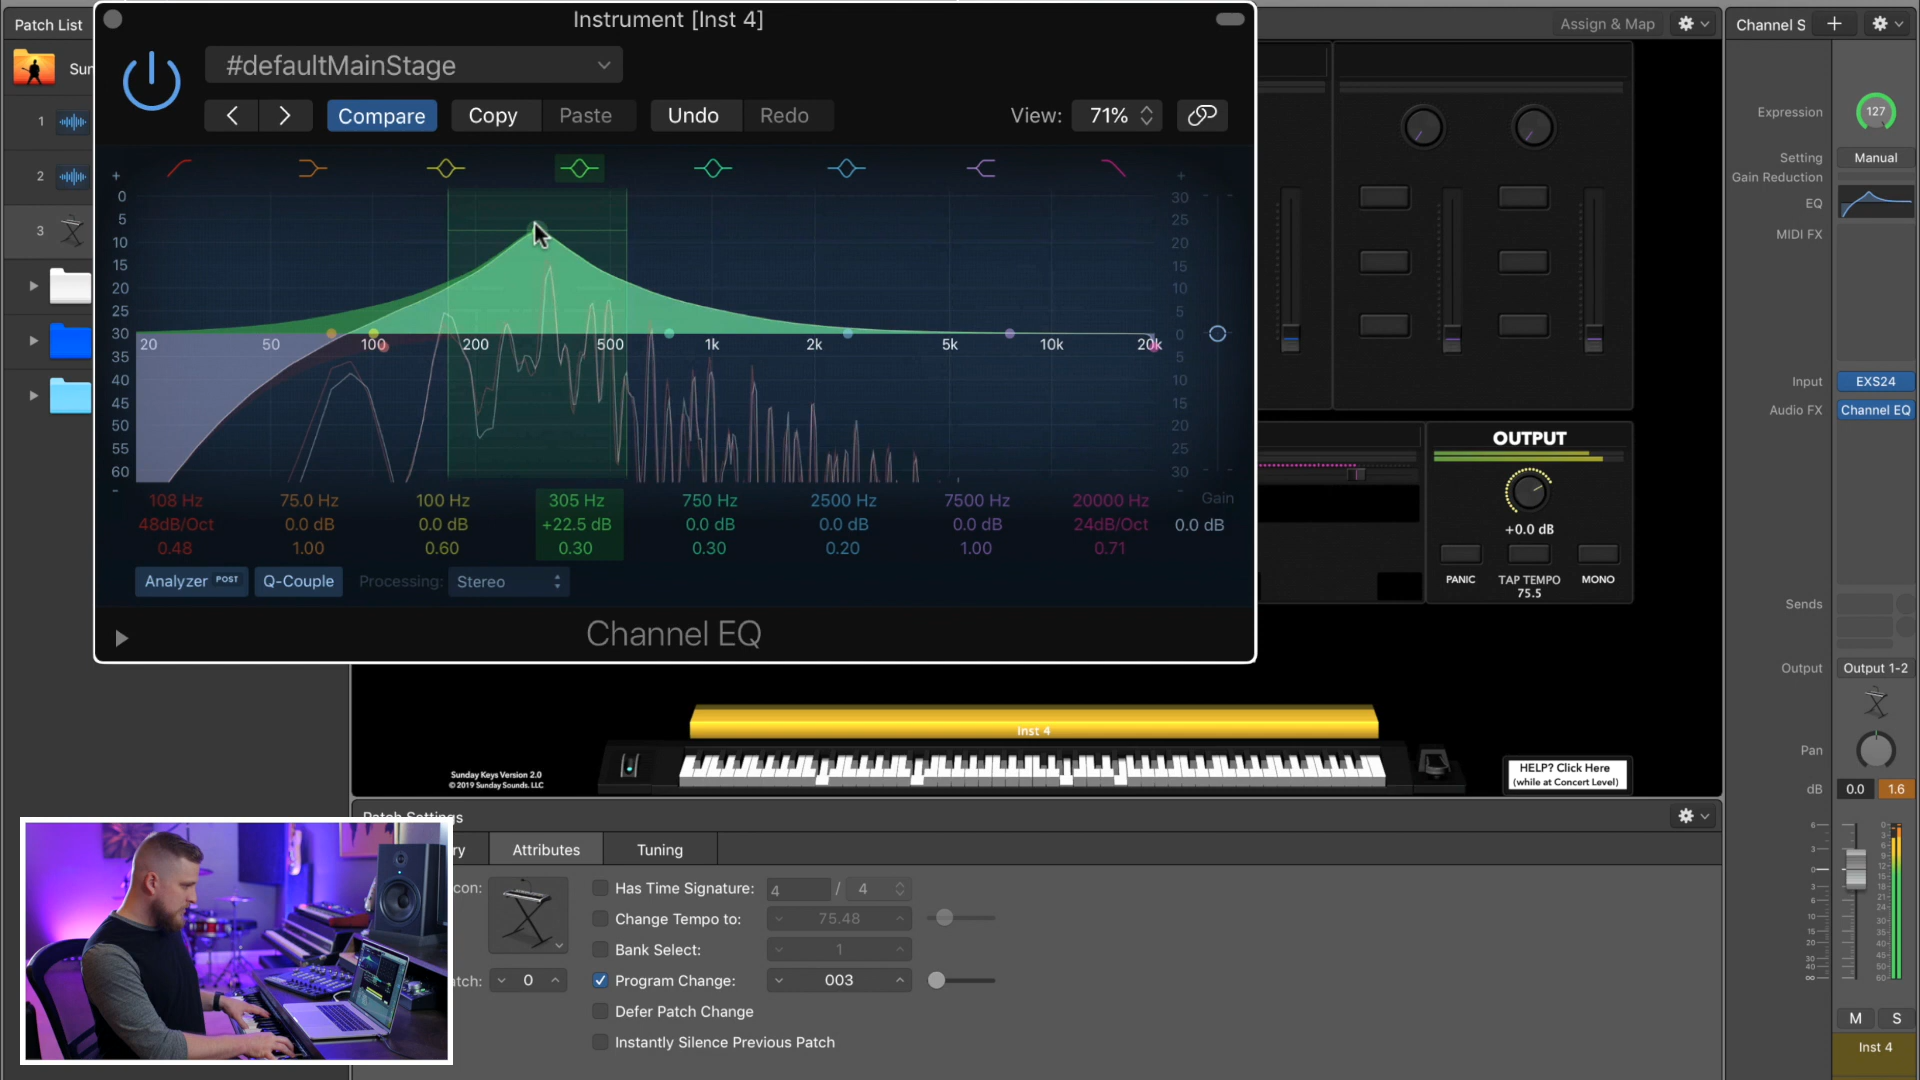 Patch List
Instrument [Inst 4]
Assign & Map
Channel S
#defaultMainStage
Sun
Compare
Copy
Paste
Undo
Redo
View:
71%
Expression
127
Setting
Manual
Gain Reduction
EQ
MIDI FX
Input
EXS24
Audio FX
Channel EQ
1
2
3
+
0
5
10
15
20
25
30
35
40
45
50
55
60
-
+
30
25
20
15
10
5
0
5
10
15
20
25
30
-
20
50
100
200
500
1k
2k
5k
10k
20k
108 Hz
48dB/Oct
0.48
75.0 Hz
0.0 dB
1.00
100 Hz
0.0 dB
0.60
305 Hz
+22.5 dB
0.30
750 Hz
0.0 dB
0.30
2500 Hz
0.0 dB
0.20
7500 Hz
0.0 dB
1.00
20000 Hz
24dB/Oct
0.71
Gain
0.0 dB
Analyzer POST
Q-Couple
Processing:
Stereo
Channel EQ
OUTPUT
+0.0 dB
PANIC
TAP TEMPO
75.5
MONO
Sends
Output
Output 1-2
Pan
dB
0.0
1.6
Inst 4
Sunday Keys Version 2.0
© 2019 Sunday Sounds. LLC
HELP? Click Here
(while at Concert Level)
Patch Settings
ry
Attributes
Tuning
con:
Has Time Signature:
4
/
4
Change Tempo to:
75.48
Bank Select:
1
atch:
0
Program Change:
003
Defer Patch Change
Instantly Silence Previous Patch
M
S
Inst 4